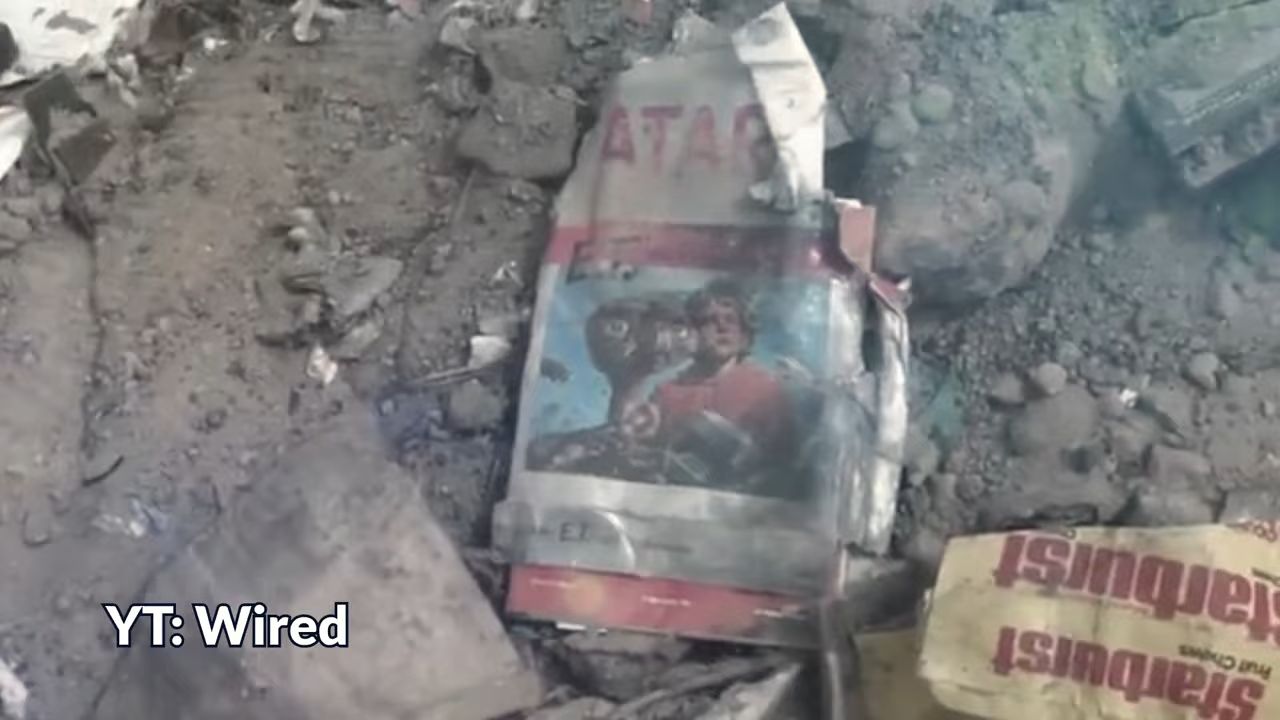 ATAR
E.T.
YT: Wired
Starburst
Starburst
Fruit Chews